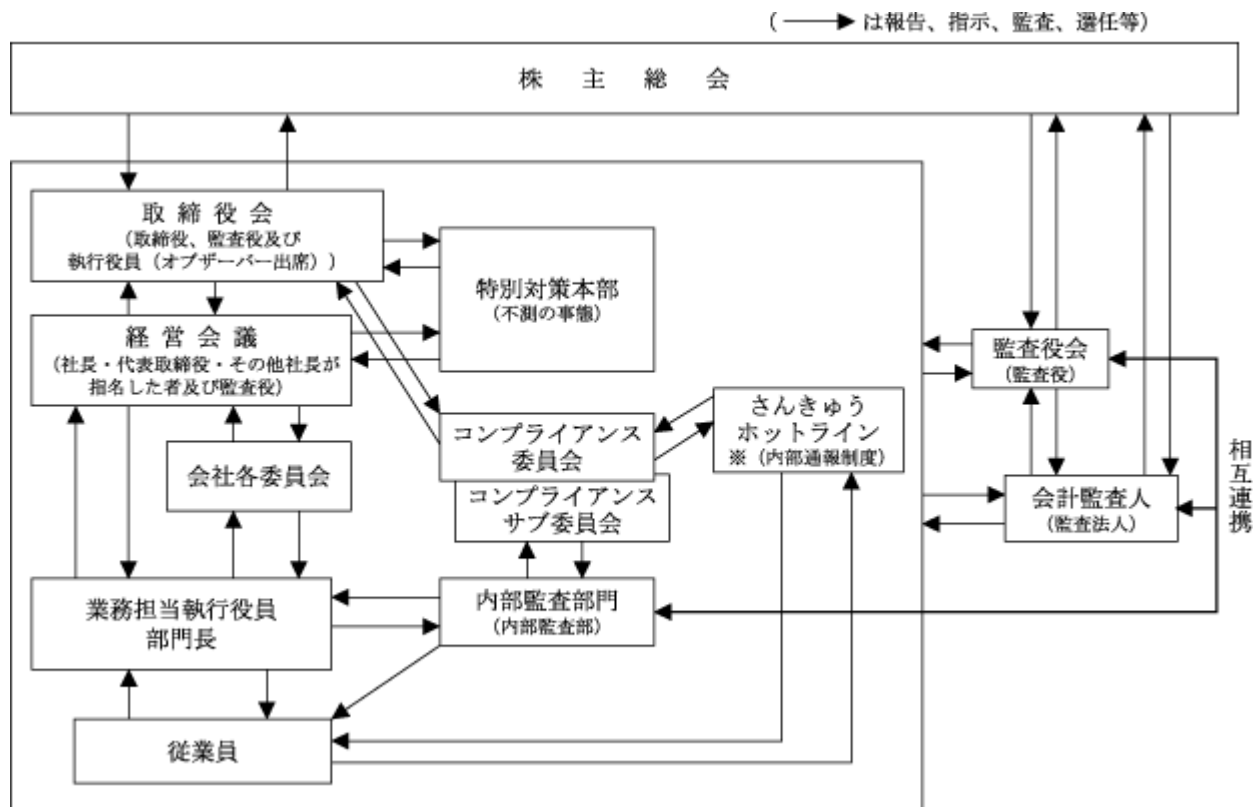 (→は報告、指示、監査、選任等)
株主総会
取締役会
(取締役、監査役及び
執行役員(オブザーバー出席))
特別対策本部
(不測の事態)
経営会議
(社長・代表取締役・その他社長が
指名した者及び監査役)
監査役会
(監査役)
コンプライアンス
委員会
さんきゅう
ホットライン
※(内部通報制度)
会社各委員会
コンプライアンス
サブ委員会
会計監査人
(監査法人)
相互連携
業務担当執行役員
部門長
内部監査部門
(内部監査部)
従業員